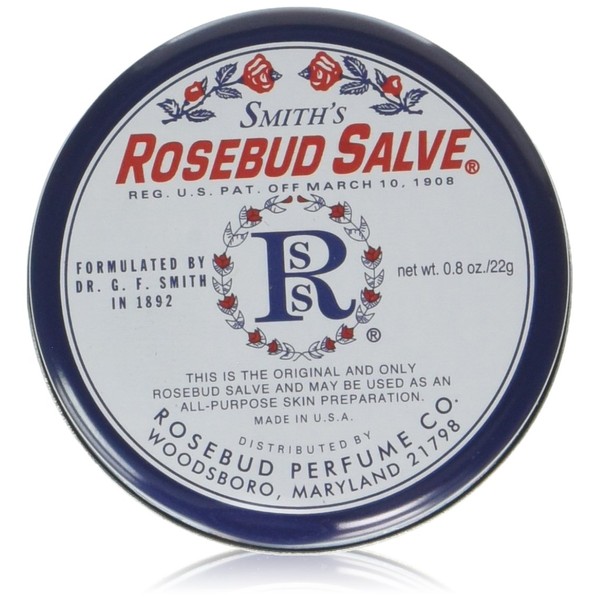 SMITH'S
ROSEBUD SALVE®
REG. U.S. PAT. OFF MARCH 10, 1908
FORMULATED BY
DR. G. F. SMITH
IN 1892
RSS
®
net wt. 0.8 oz./22g
THIS IS THE ORIGINAL AND ONLY
ROSEBUD SALVE AND MAY BE USED AS AN
ALL-PURPOSE SKIN PREPARATION.
MADE IN U.S.A.
DISTRIBUTED BY
ROSEBUD PERFUME CO.
WOODSBORO, MARYLAND 21798